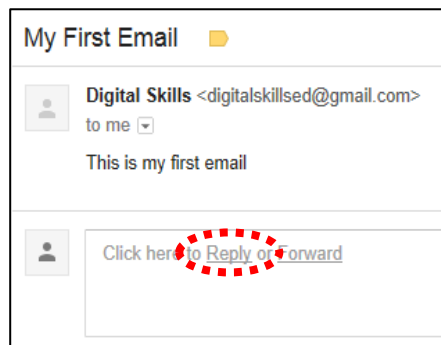 My First Email
Digital Skills <digitalskillsed@gmail.com>
to me
This is my first email
Click here to Reply or Forward